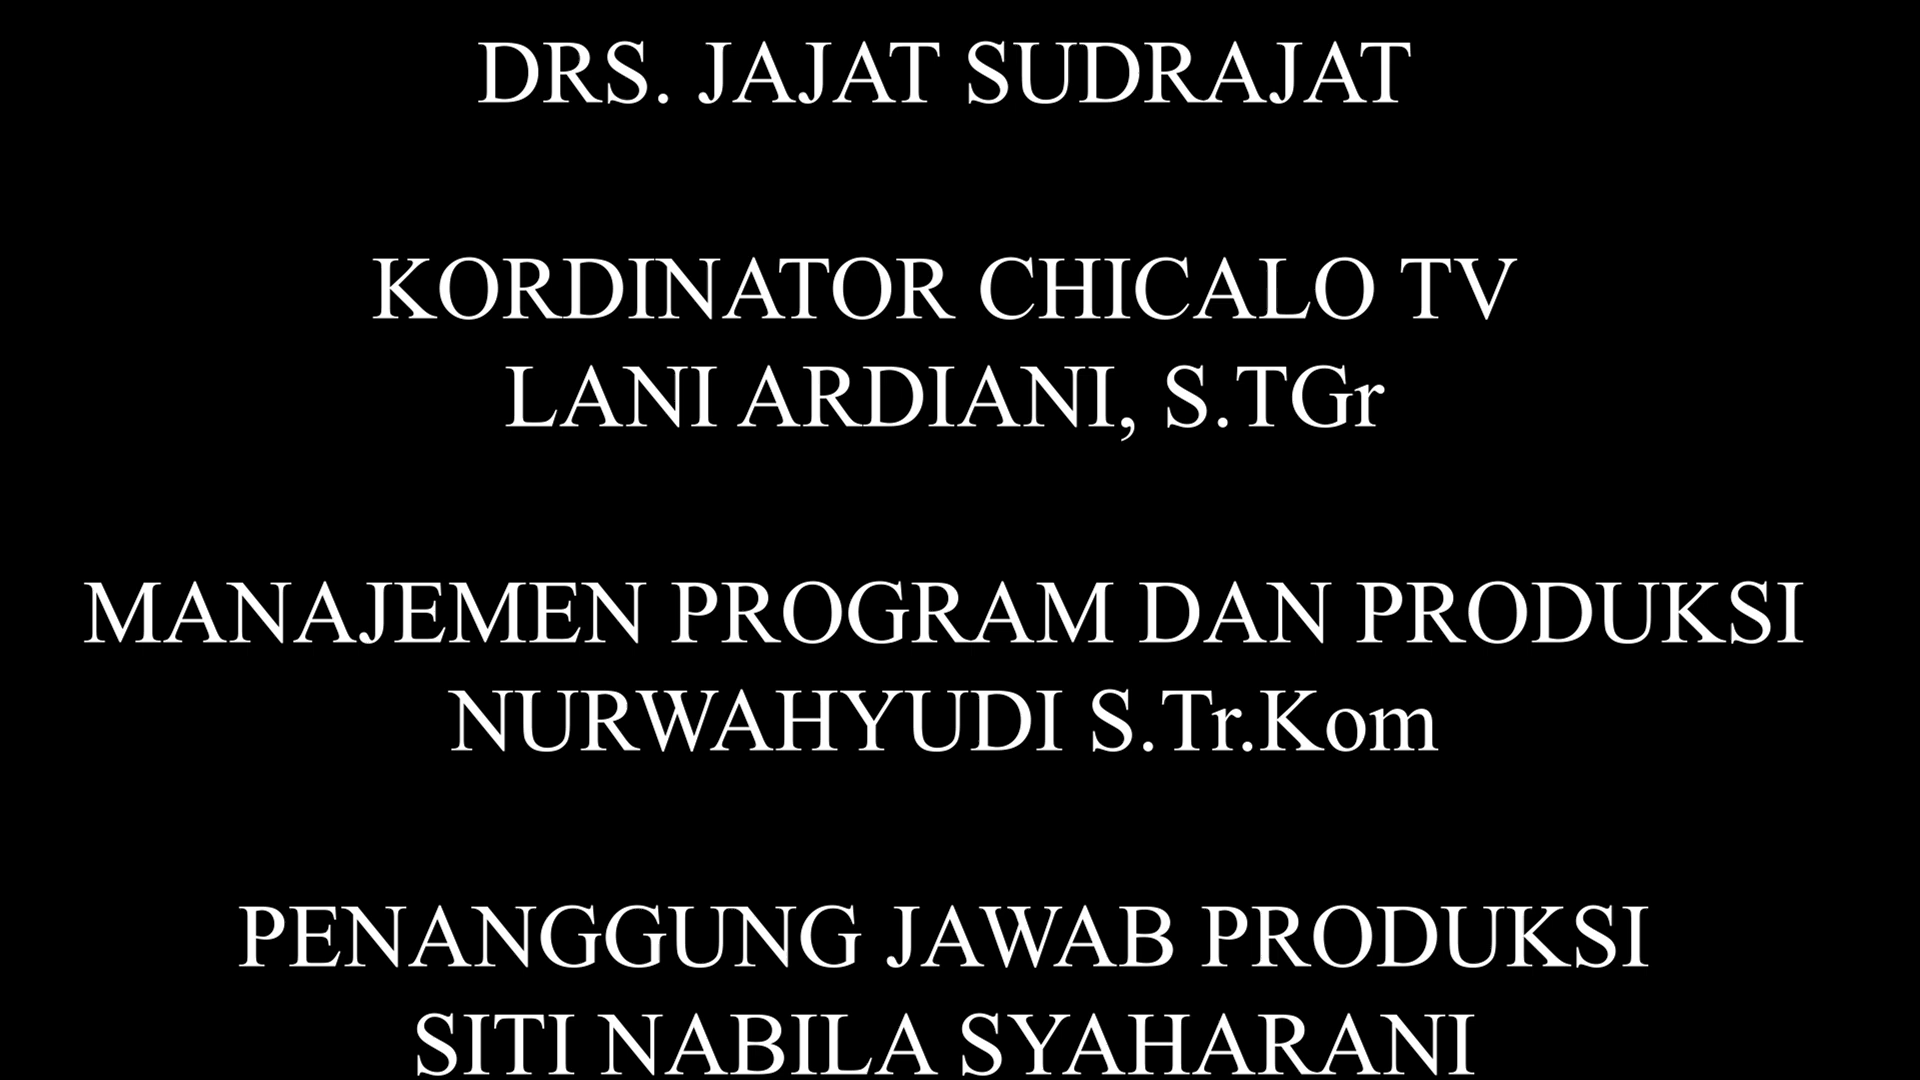 DRS. JAJAT SUDRAJAT
KORDINATOR CHICALO TV
LANI ARDIANI, S.TGr
MANAJEMEN PROGRAM DAN PRODUKSI
NURWAHYUDI S.Tr.Kom
PENANGGUNG JAWAB PRODUKSI
SITI NABILA SYAHARANI